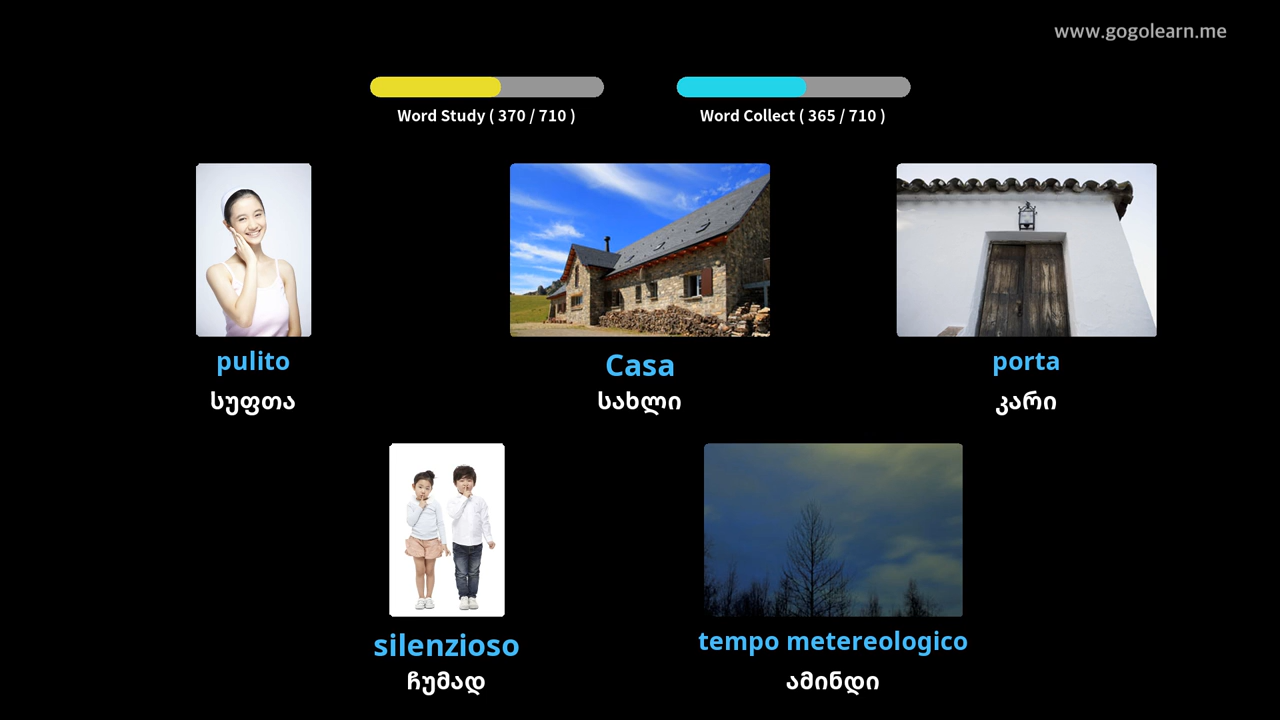 www.gogolearn.me
Word Study ( 370 / 710 )
Word Collect ( 365 / 710 )
pulito
სუფთა
Casa
სახლი
porta
კარი
silenzioso
ჩუმად
tempo metereologico
ამინდი